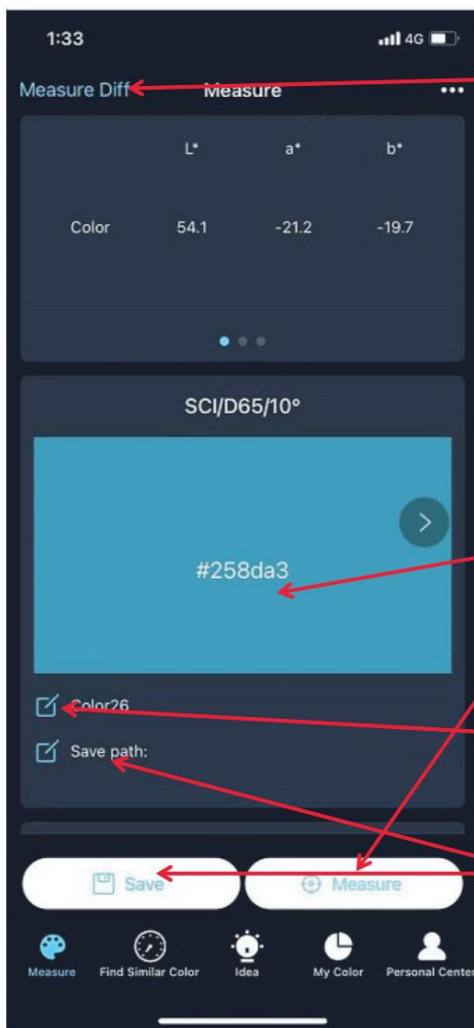 1:33 4G
Measure Diff Measure
L* a* b*
Color 54.1 -21.2 -19.7
SCI/D65/10°
#258da3
Color26
Save path:
Save Measure
Measure Find Similar Color Idea My Color Personal Center